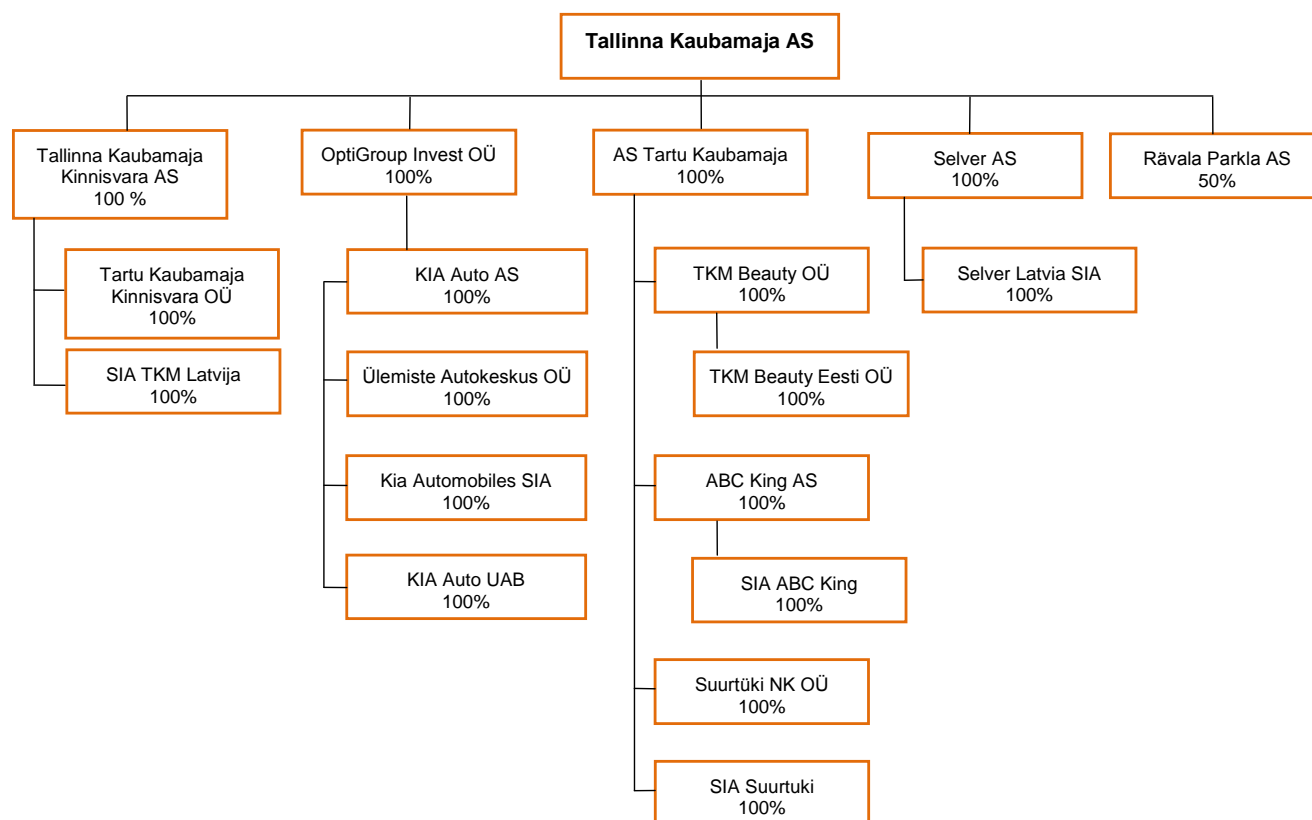 Tallinna Kaubamaja AS
Tallinna Kaubamaja
Kinnisvara AS
100 %
OptiGroup Invest OÜ
100%
AS Tartu Kaubamaja
100%
Selver AS
100%
Rävala Parkla AS
50%
Tartu Kaubamaja
Kinnisvara OÜ
100%
SIA TKM Latvija
100%
KIA Auto AS
100%
Ülemiste Autokeskus OÜ
100%
Kia Automobiles SIA
100%
KIA Auto UAB
100%
TKM Beauty OÜ
100%
TKM Beauty Eesti OÜ
100%
ABC King AS
100%
SIA ABC King
100%
Suurtüki NK OÜ
100%
SIA Suurtuki
100%
Selver Latvia SIA
100%